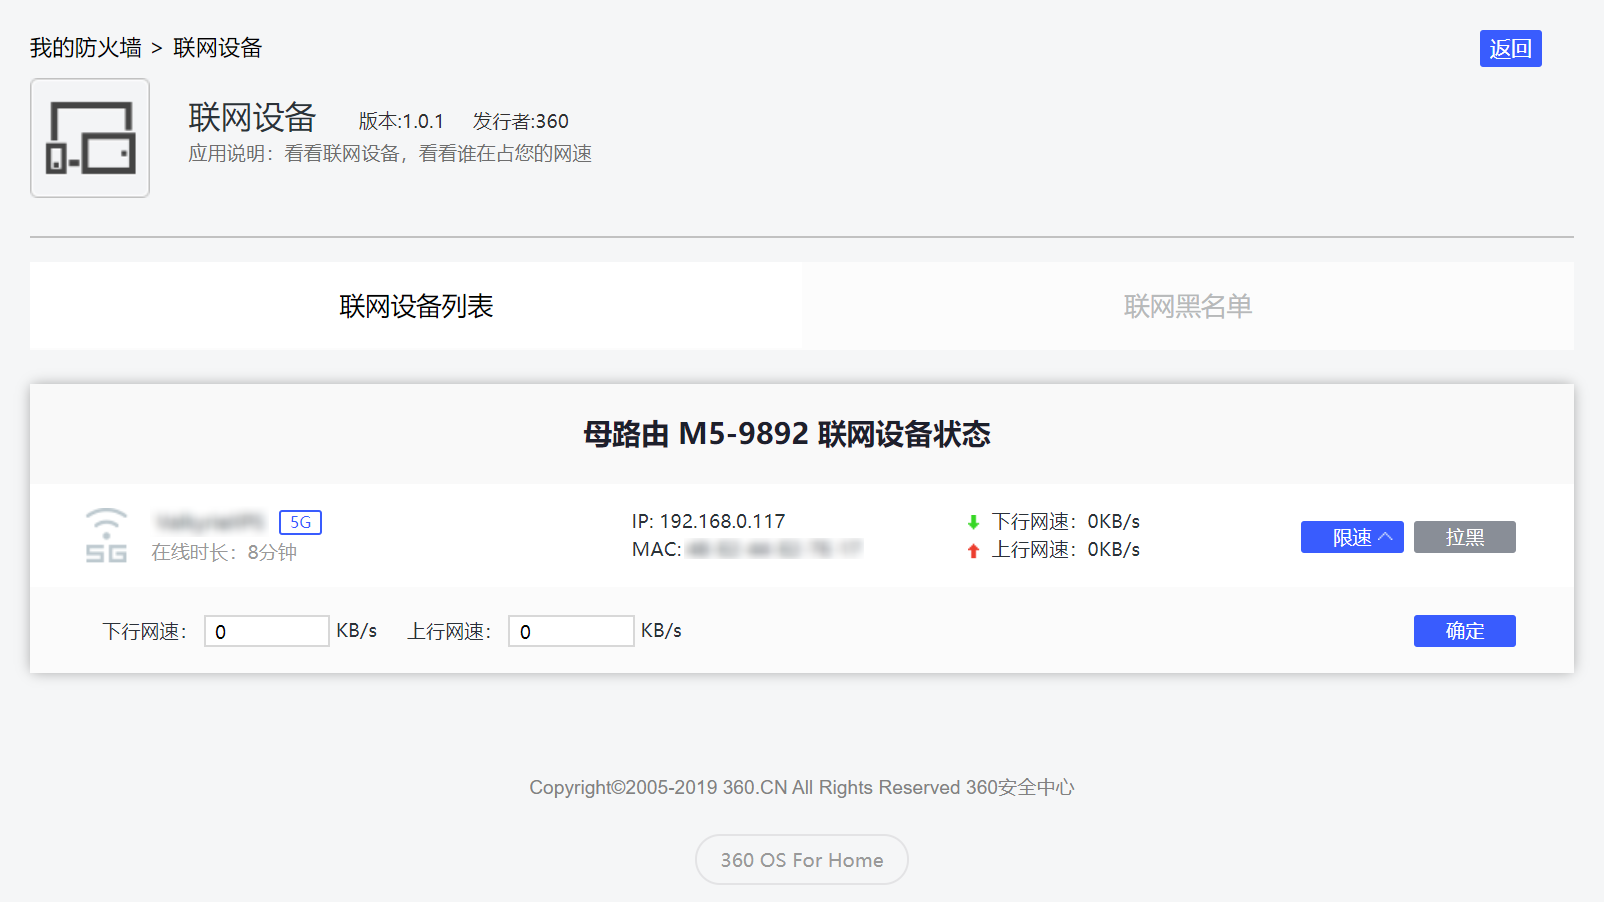 我的防火墙 > 联网设备
返回
联网设备 版本:1.0.1 发行者:360
应用说明：看看联网设备，看看谁在占您的网速
联网设备列表
联网黑名单
母路由 M5-9892 联网设备状态
5G
5G
在线时长：8分钟
IP: 192.168.0.117
MAC:
下行网速：0KB/s
上行网速：0KB/s
限速
拉黑
下行网速： 0 KB/s 上行网速： 0 KB/s
确定
Copyright©2005-2019 360.CN All Rights Reserved 360安全中心
360 OS For Home